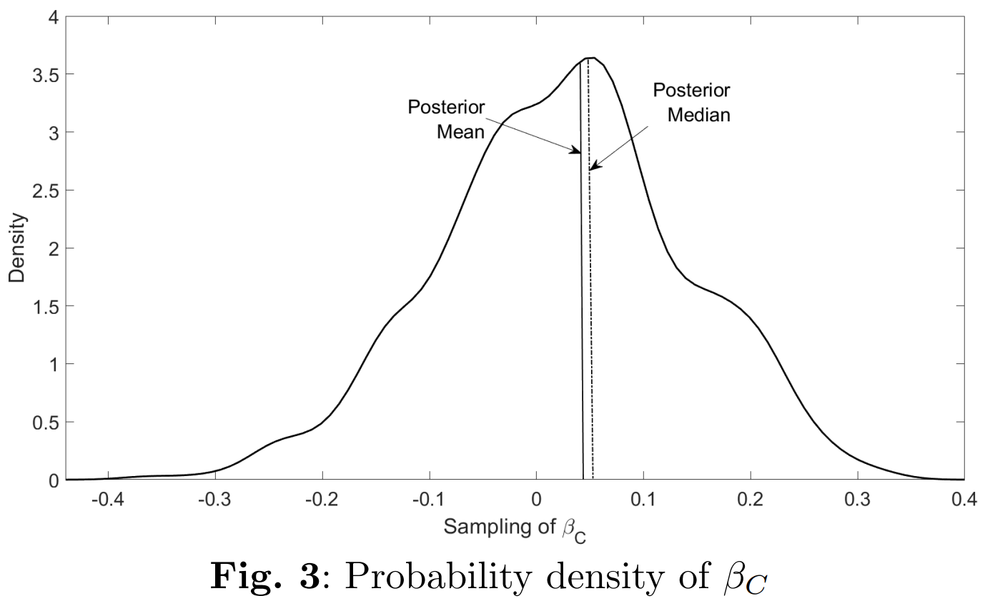 4
3.5
3
2.5
2
1.5
1
0.5
0
Density
Posterior
Mean
Posterior
Median
-0.4 -0.3 -0.2 -0.1 0 0.1 0.2 0.3 0.4
Sampling of β_C
Fig. 3: Probability density of β_C